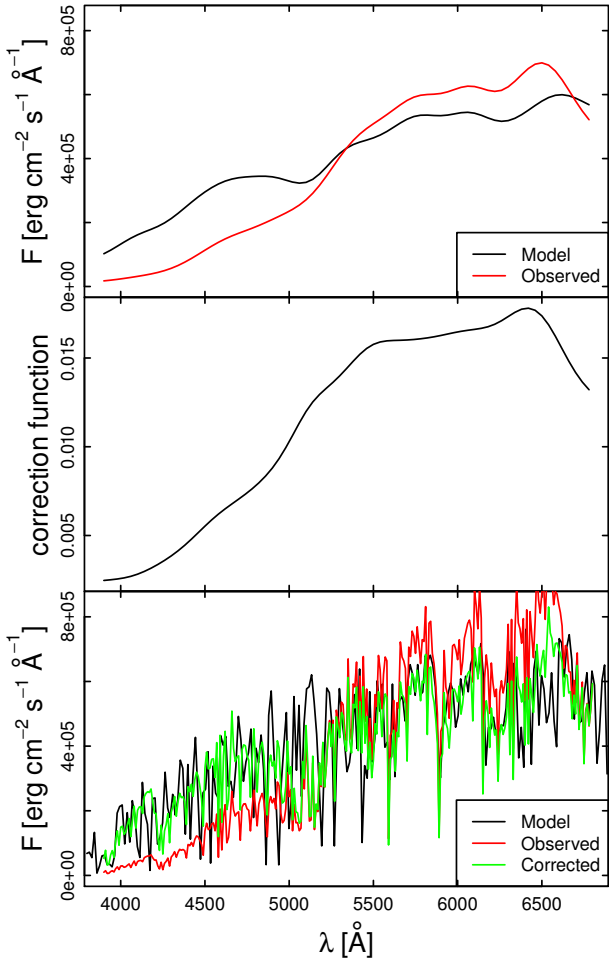 8e+05
4e+05
0e+00
F [erg cm−2 s−1 Å−1]
Model
Observed
0.015
0.010
0.005
correction function
8e+05
4e+05
0e+00
F [erg cm−2 s−1 Å−1]
Model
Observed
Corrected
4000 4500 5000 5500 6000 6500
λ [Å]